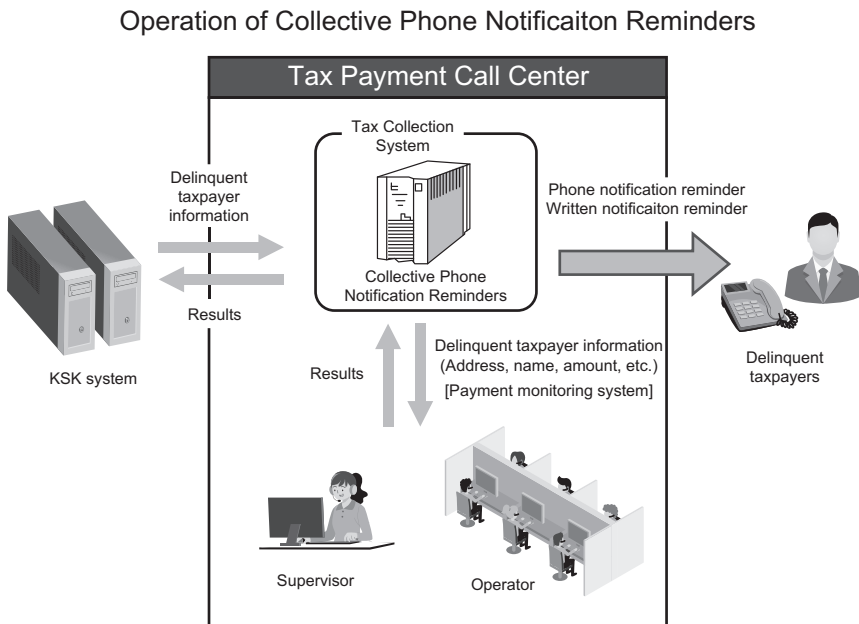 Operation of Collective Phone Notificaiton Reminders
Tax Payment Call Center
Tax Collection
System
Delinquent
taxpayer
information
Results
KSK system
Collective Phone
Notification Reminders
Phone notification reminder
Written notificaiton reminder
Delinquent
taxpayers
Results
Delinquent taxpayer information
(Address, name, amount, etc.)
[Payment monitoring system]
Supervisor
Operator